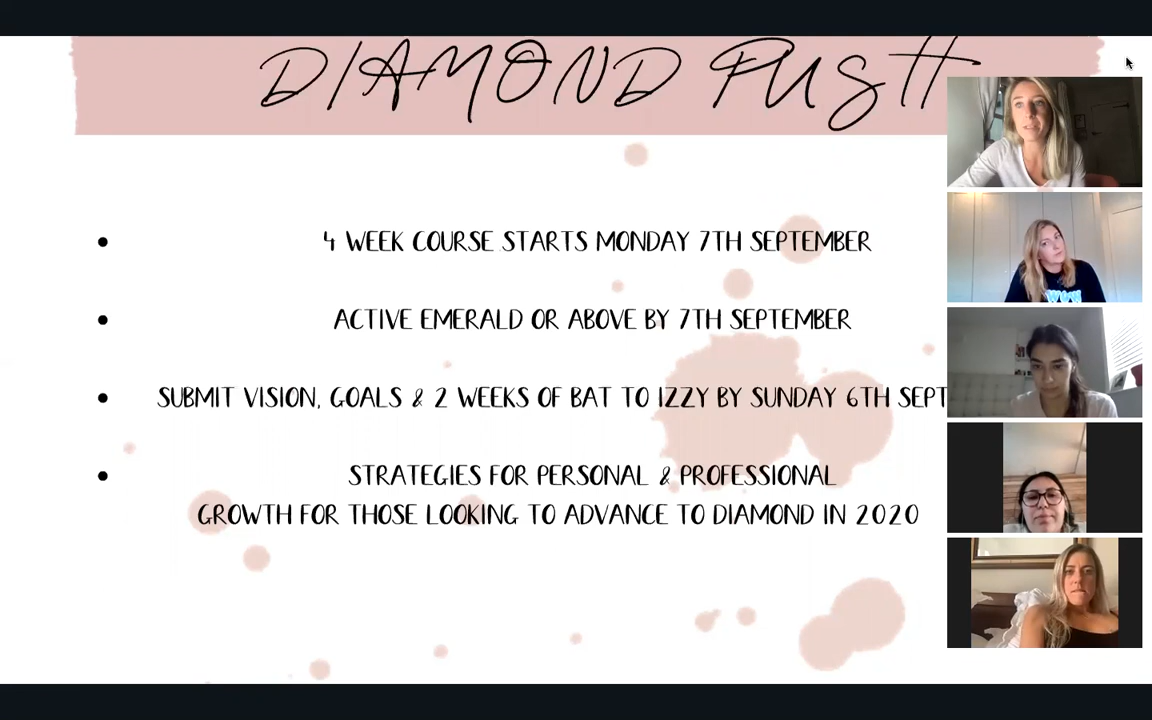 DIAMOND PUSH
4 WEEK COURSE STARTS MONDAY 7TH SEPTEMBER
ACTIVE EMERALD OR ABOVE BY 7TH SEPTEMBER
SUBMIT VISION, GOALS & 2 WEEKS OF BAT TO IZZY BY SUNDAY 6TH SEPT
STRATEGIES FOR PERSONAL & PROFESSIONAL
GROWTH FOR THOSE LOOKING TO ADVANCE TO DIAMOND IN 2020
wow